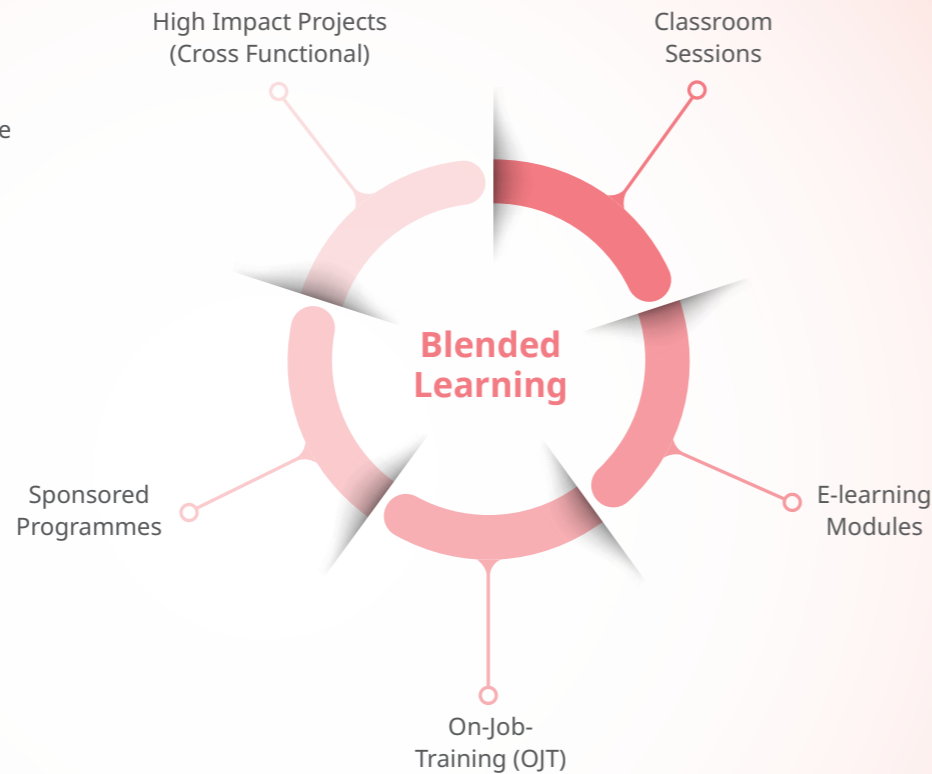 High Impact Projects
(Cross Functional)
Classroom
Sessions
e
Blended
Learning
Sponsored
Programmes
E-learning
Modules
On-Job-
Training (OJT)